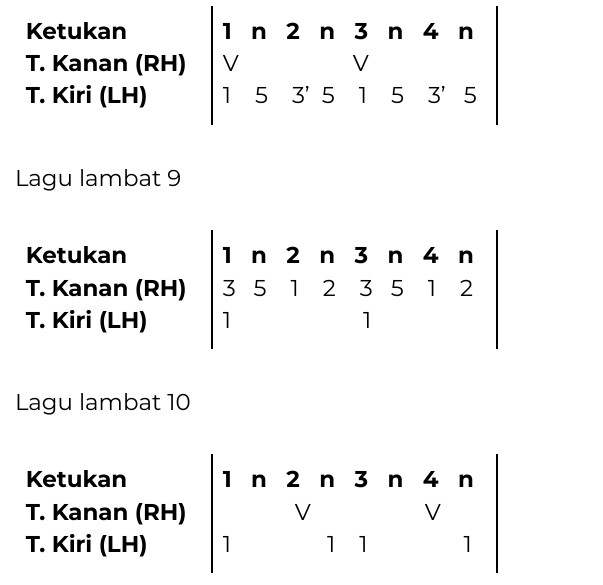 Ketukan 1 n 2 n 3 n 4 n
T. Kanan (RH) V V
T. Kiri (LH) 1 5 3’ 5 1 5 3’ 5
Lagu lambat 9
Ketukan 1 n 2 n 3 n 4 n
T. Kanan (RH) 3 5 1 2 3 5 1 2
T. Kiri (LH) 1 1
Lagu lambat 10
Ketukan 1 n 2 n 3 n 4 n
T. Kanan (RH) V V
T. Kiri (LH) 1 1 1 1